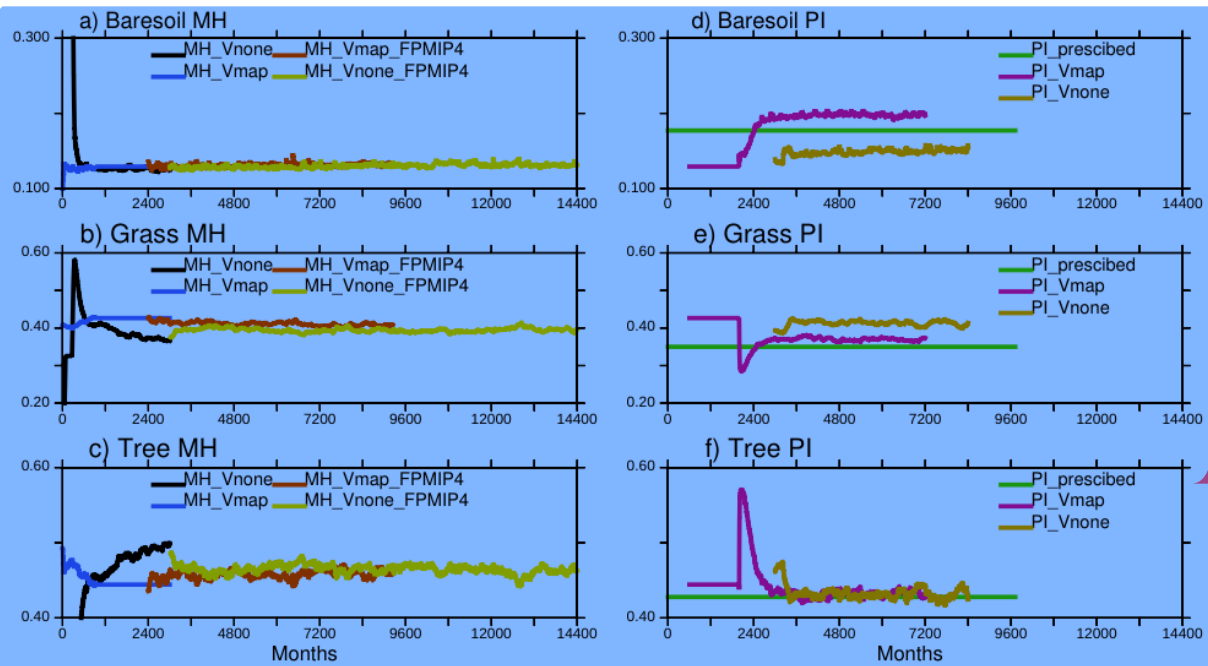 a) Baresoil MH
0.300
MH_Vnone MH_Vmap_FPMIP4
MH_Vmap MH_Vnone_FPMIP4
0.100
0 2400 4800 7200 9600 12000 14400
b) Grass MH
0.60
MH_Vnone MH_Vmap_FPMIP4
MH_Vmap MH_Vnone_FPMIP4
0.40
0.20
0 2400 4800 7200 9600 12000 14400
c) Tree MH
0.60
MH_Vnone MH_Vmap_FPMIP4
MH_Vmap MH_Vnone_FPMIP4
0.40
0 2400 4800 7200 9600 12000 14400
Months
d) Baresoil PI
0.300
PI_prescibed
PI_Vmap
PI_Vnone
0.100
0 2400 4800 7200 9600 12000 14400
e) Grass PI
0.60
PI_prescibed
PI_Vmap
PI_Vnone
0.40
0.20
0 2400 4800 7200 9600 12000 14400
f) Tree PI
0.60
PI_prescibed
PI_Vmap
PI_Vnone
0.40
0 2400 4800 7200 9600 12000 14400
Months